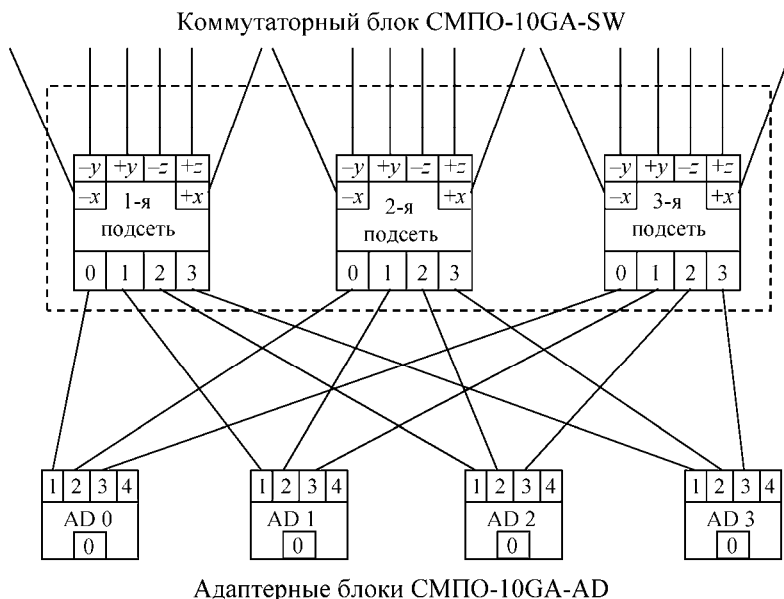 Коммутаторный блок СМПО-10GA-SW
–y +y –z +z –y +y –z +z –y +y –z +z
–x 1-я +x –x 2-я +x –x 3-я +x
подсеть подсеть подсеть
0 1 2 3 0 1 2 3 0 1 2 3
1 2 3 4 1 2 3 4 1 2 3 4 1 2 3 4
AD 0 AD 1 AD 2 AD 3
0 0 0 0
Адаптерные блоки СМПО-10GA-AD